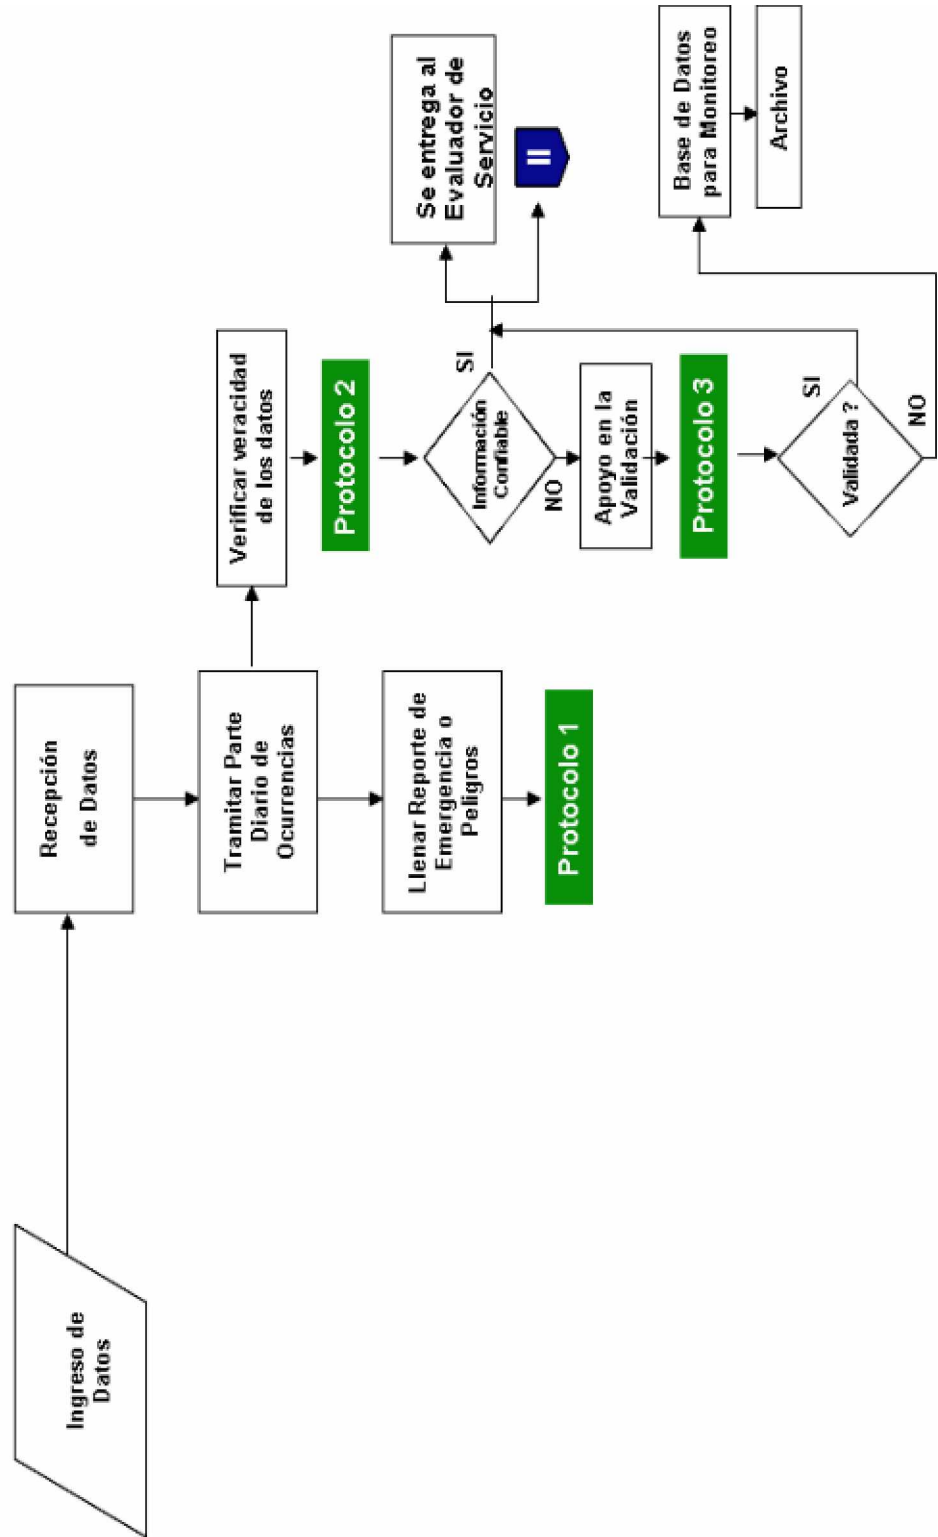 Ingreso de
Datos
Recepción
de Datos
Tramitar Parte
Diario de
Ocurrencias
Llenar Reporte de
Emergencia o
Peligros
Protocolo 1
Verificar veracidad
de los datos
Protocolo 2
Información
Confiable
SI
NO
Apoyo en la
Validación
Protocolo 3
Validada ?
SI
NO
Se entrega al
Evaluador de
Servicio
II
Base de Datos
para Monitoreo
Archivo